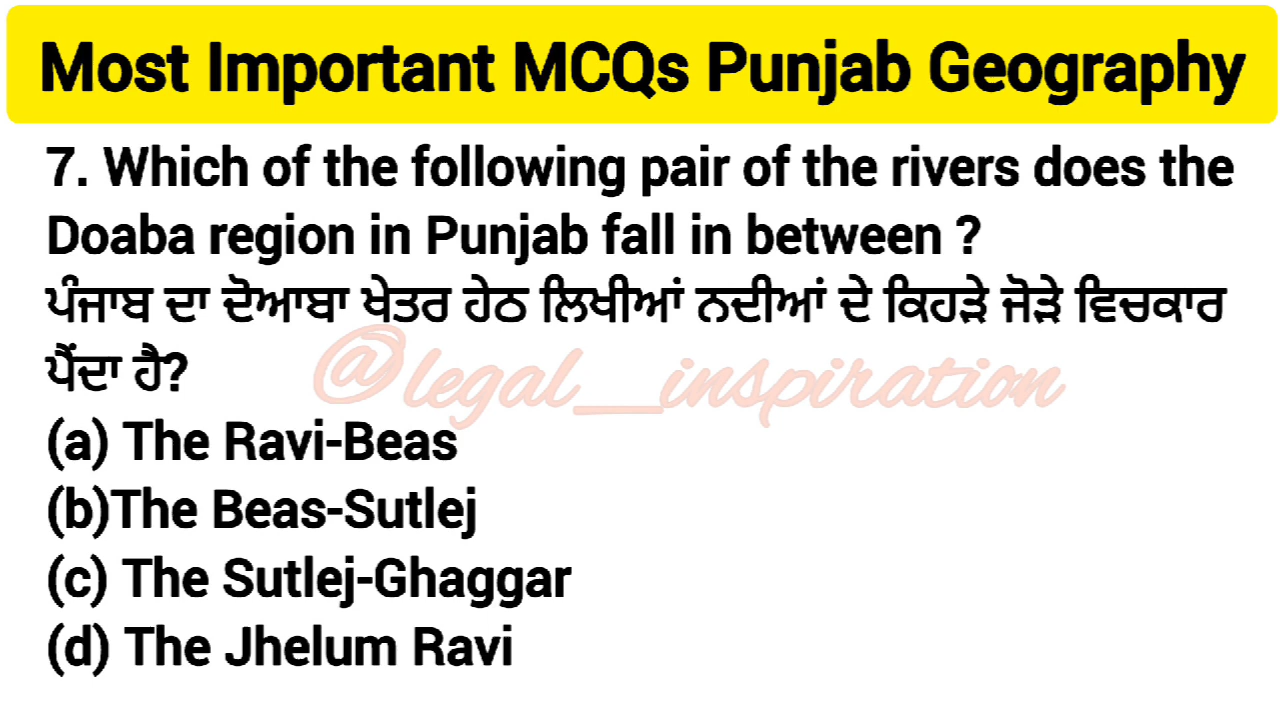 Most Important MCQs Punjab Geography
7. Which of the following pair of the rivers does the
Doaba region in Punjab fall in between ?
ਪੰਜਾਬ ਦਾ ਦੋਆਬਾ ਖੇਤਰ ਹੇਠ ਲਿਖੀਆਂ ਨਦੀਆਂ ਦੇ ਕਿਹੜੇ ਜੋੜੇ ਵਿਚਕਾਰ
ਪੈਂਦਾ ਹੈ?
@legal_inspiration
(a) The Ravi-Beas
(b)The Beas-Sutlej
(c) The Sutlej-Ghaggar
(d) The Jhelum Ravi